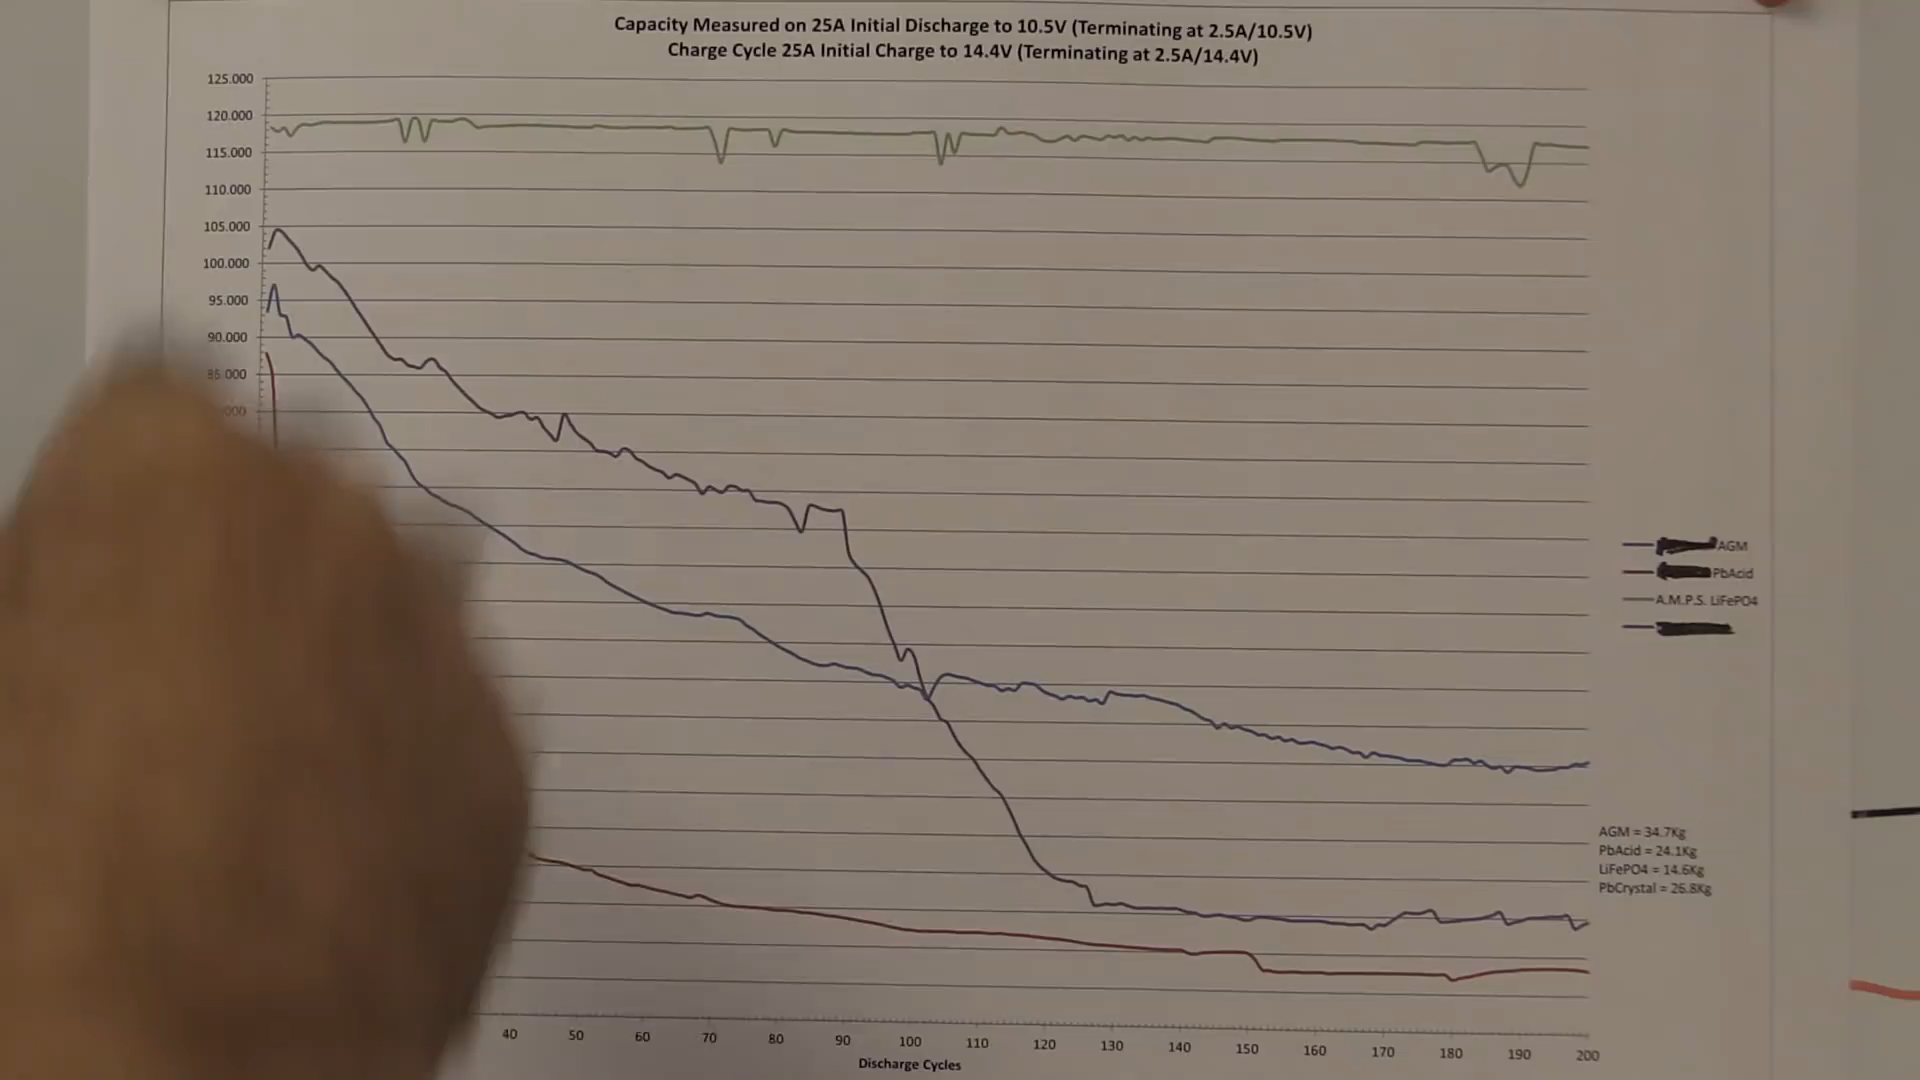 Capacity Measured on 25A Initial Discharge to 10.5V (Terminating at 2.5A/10.5V)
Charge Cycle 25A Initial Charge to 14.4V (Terminating at 2.5A/14.4V)
125.000
120.000
115.000
110.000
105.000
100.000
95.000
90.000
85.000
000
AGM
PbAcid
A.M.P.S. LiFePO4
AGM = 34.7Kg
PbAcid = 24.1Kg
LiFePO4 = 14.6Kg
PbCrystal = 26.8Kg
40 50 60 70 80 90 100 110 120 130 140 150 160 170 180 190 200
Discharge Cycles